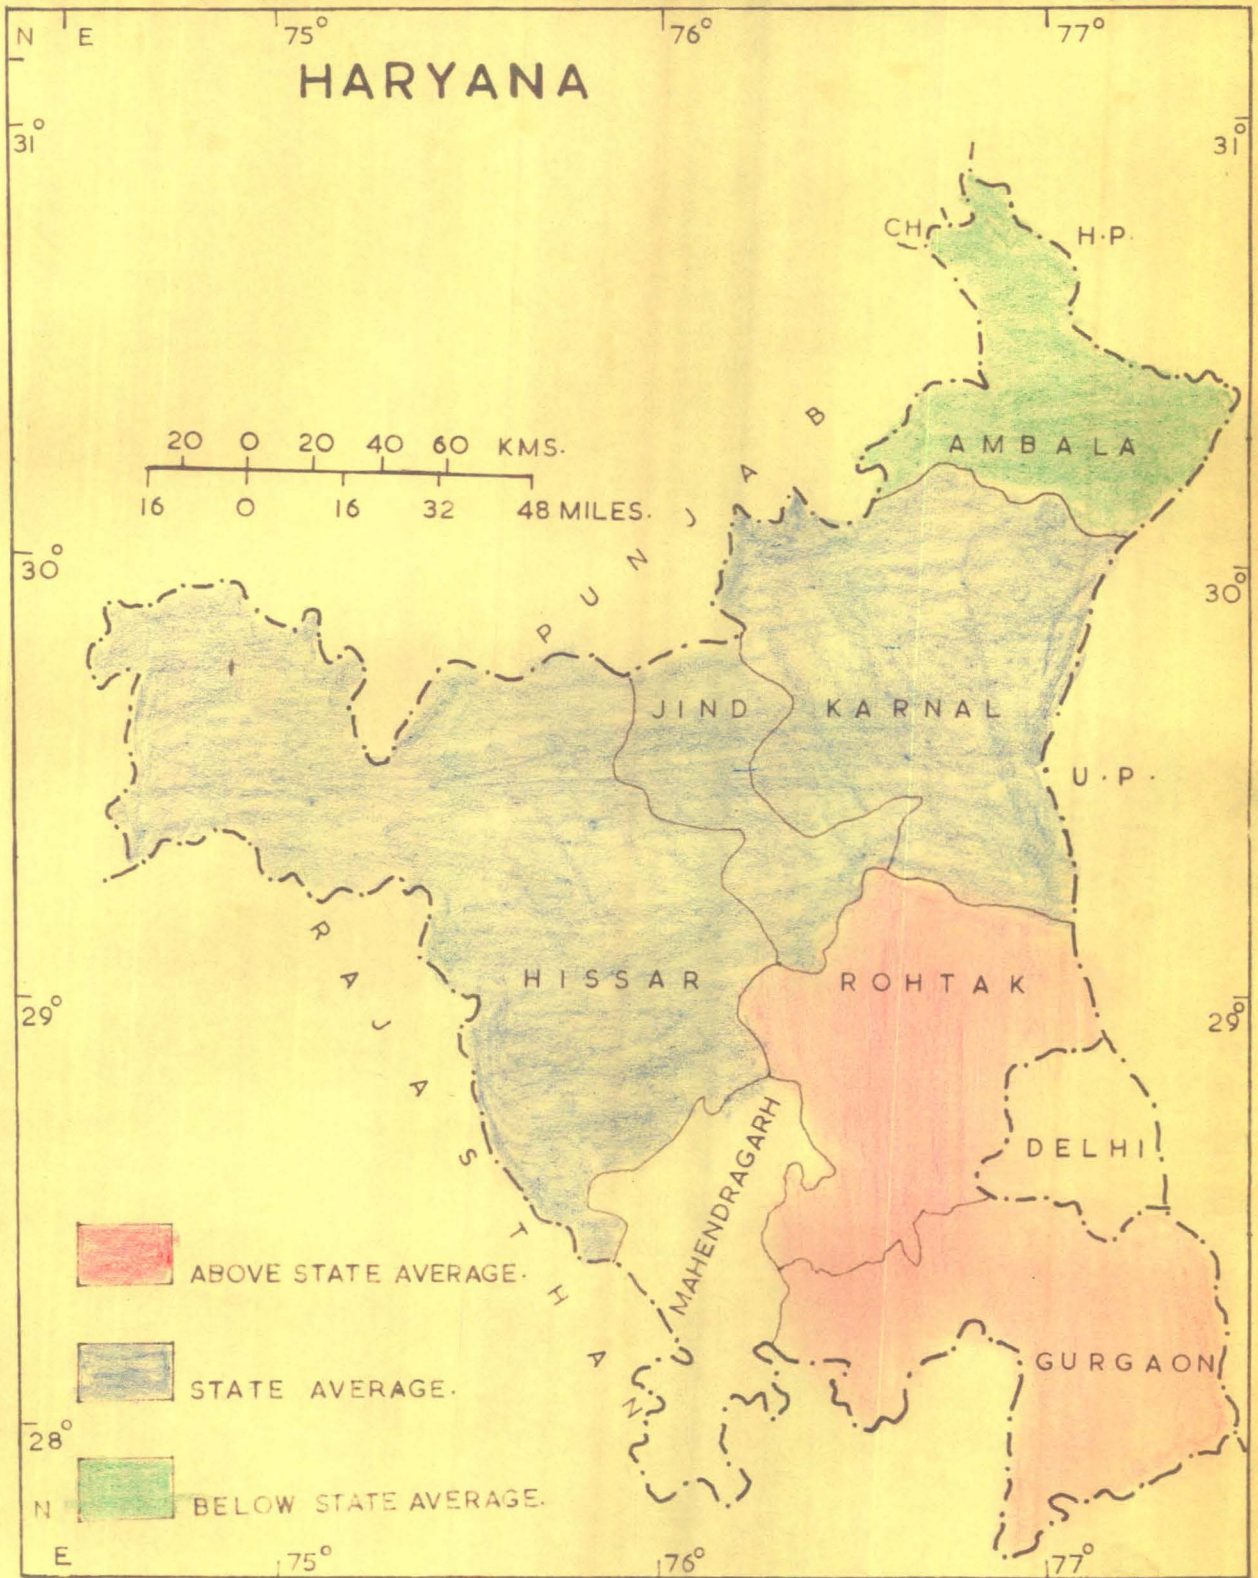 N E 75° 76° 77°
HARYANA
31° 31°
CH. H.P.
20 0 20 40 60 KMS.
16 0 16 32 48 MILES.
PUNJAB
AMBALA
30° 30°
JIND KARNAL
U.P.
HISSAR ROHTAK
29° 29°
RAJASTHAN
DELHI
MAHENDRAGARH
ABOVE STATE AVERAGE.
GURGAON
STATE AVERAGE.
28°
N BELOW STATE AVERAGE.
E 75° 76° 77°